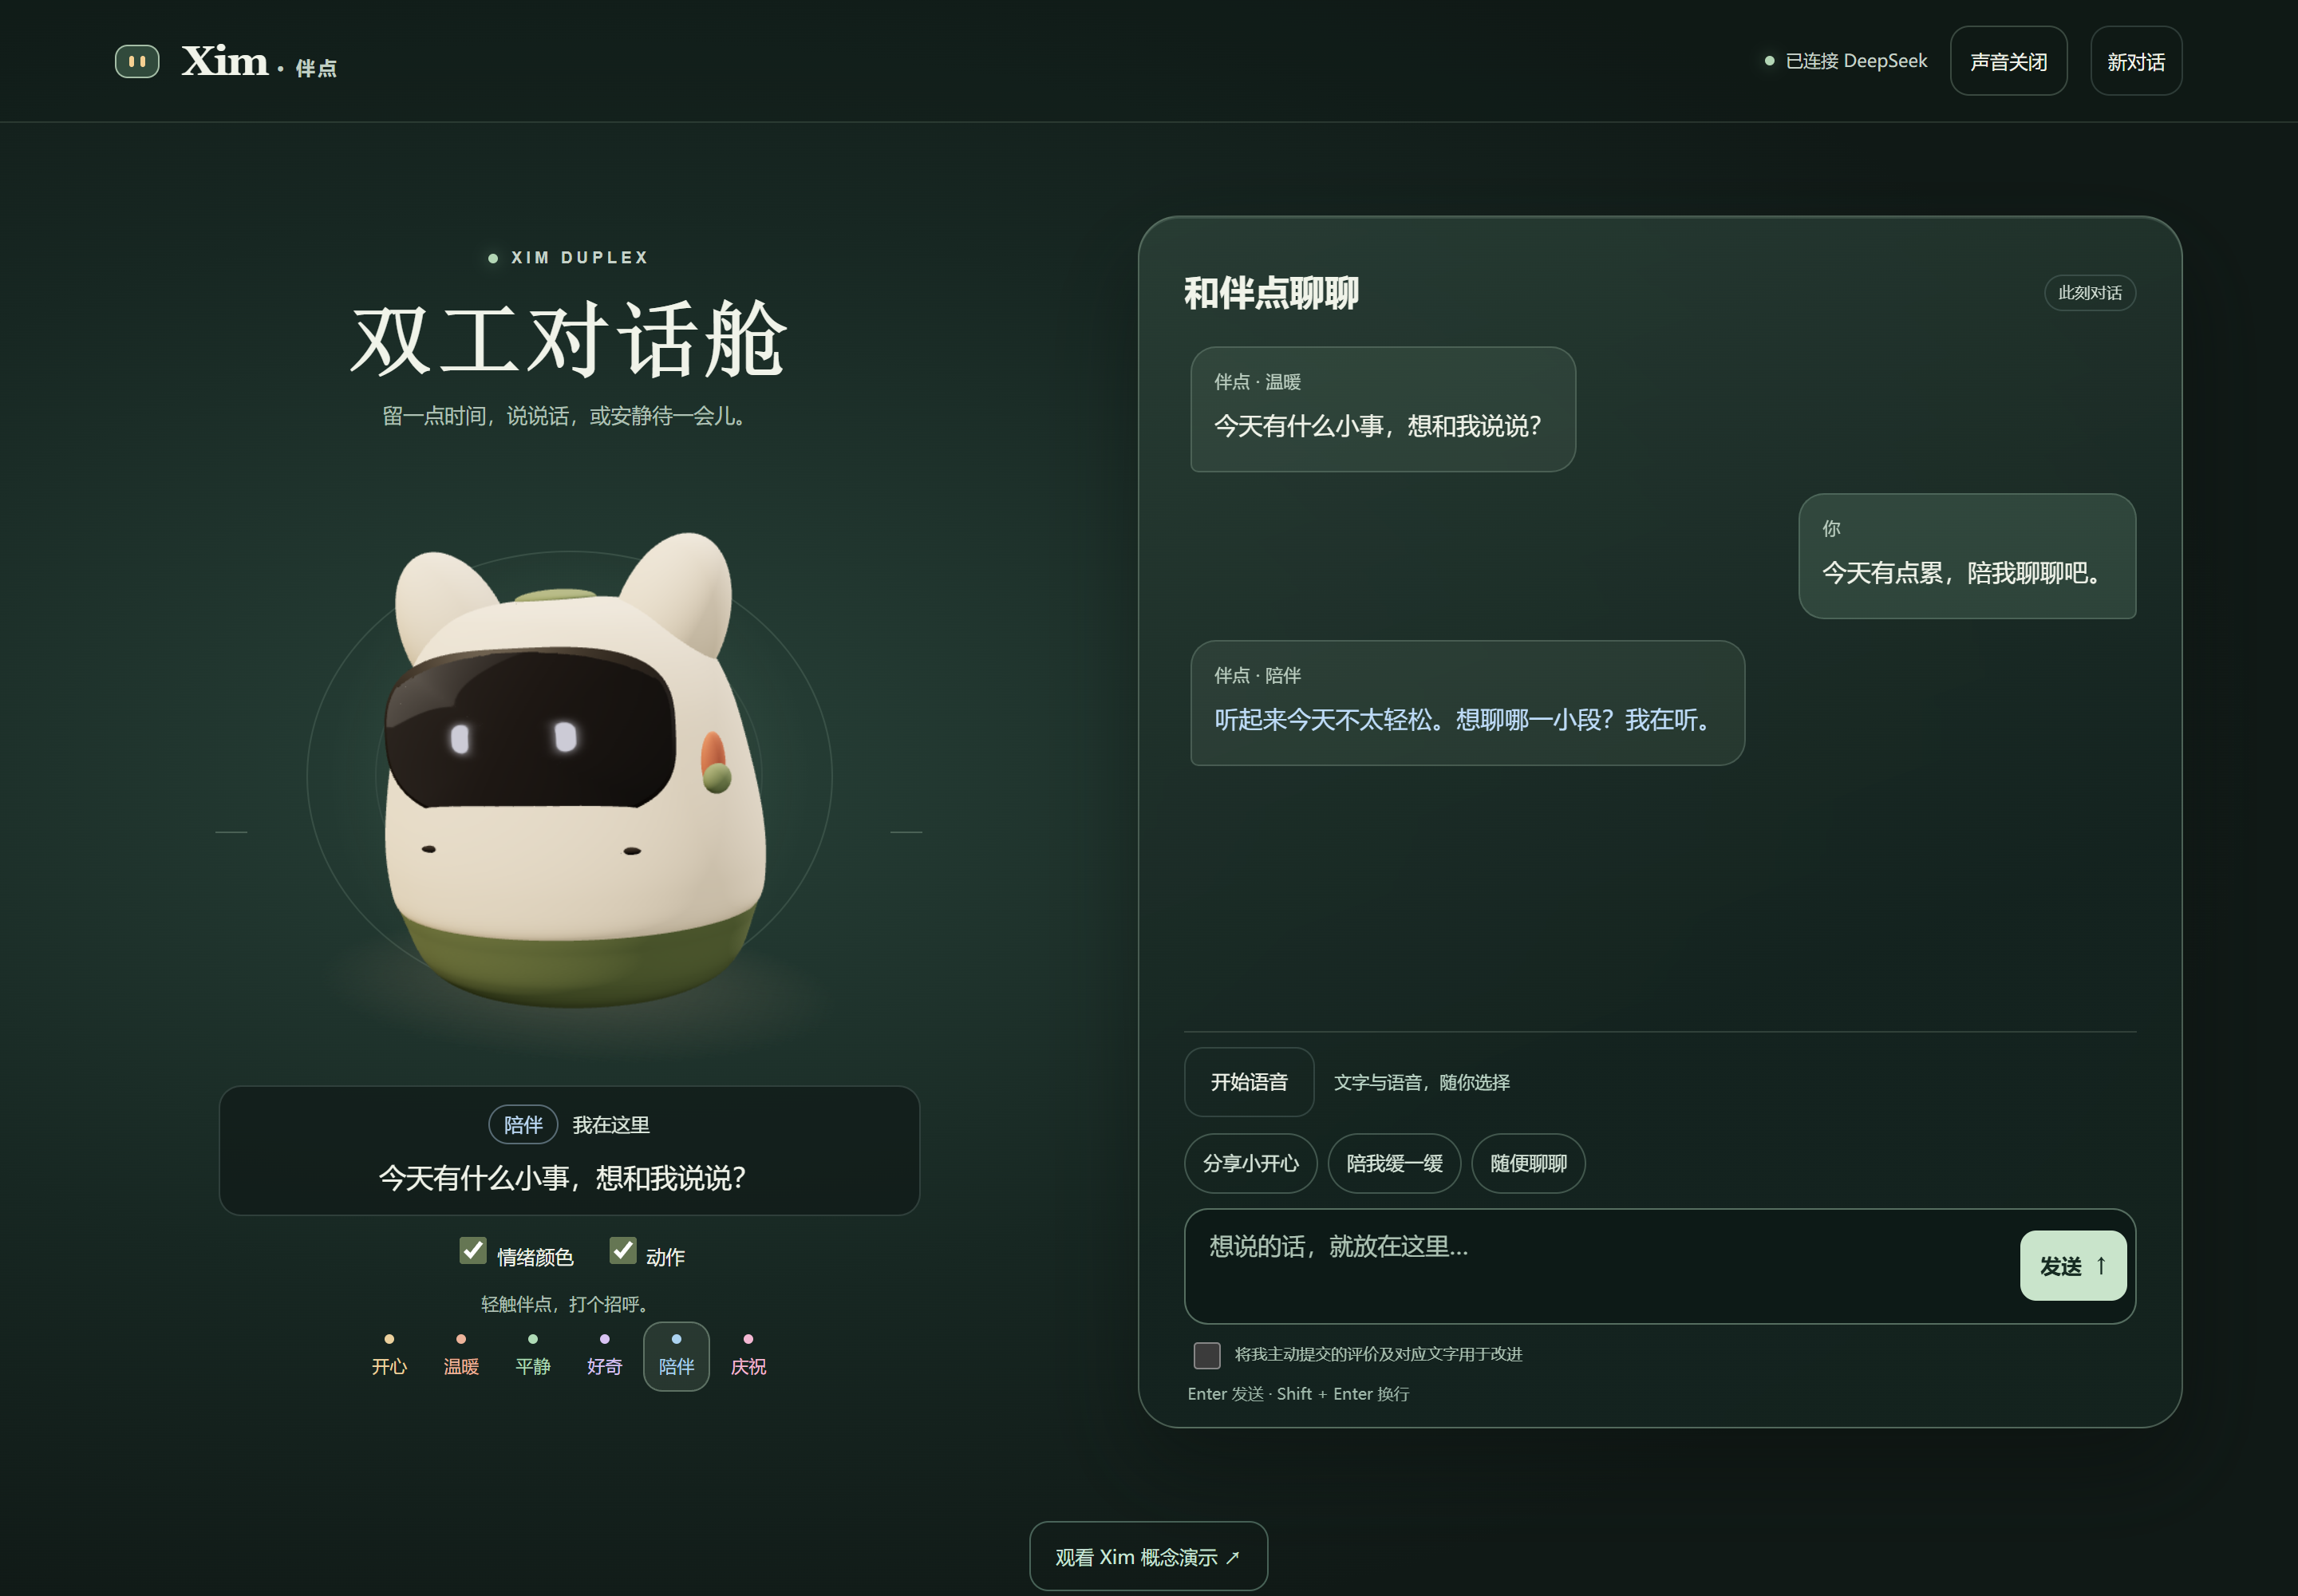 Xim · 伴点
已连接 DeepSeek
声音关闭
新对话
XIM DUPLEX
双工对话舱
留一点时间，说说话，或安静待一会儿。
陪伴 我在这里
今天有什么小事，想和我说说？
情绪颜色 动作
轻触伴点，打个招呼。
开心 温暖 平静 好奇 陪伴 庆祝
和伴点聊聊
此刻对话
伴点 · 温暖
今天有什么小事，想和我说说？
你
今天有点累，陪我聊聊吧。
伴点 · 陪伴
听起来今天不太轻松。想聊哪一小段？我在听。
开始语音 文字与语音，随你选择
分享小开心 陪我缓一缓 随便聊聊
想说的话，就放在这里…
发送 ↑
将我主动提交的评价及对应文字用于改进
Enter 发送 · Shift + Enter 换行
观看 Xim 概念演示 ↗